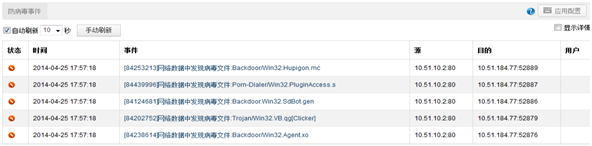 防病毒事件 应用配置
自动刷新 10 秒 手动刷新 显示详细
状态 时间 事件 源 目的 用户
2014-04-25 17:57:18 [84253213]网络数据中发现病毒文件:Backdoor/Win32.Hupigon.mc 10.51.10.2:80 10.51.184.77:52889
2014-04-25 17:57:18 [84439996]网络数据中发现病毒文件:Porn-Dialer/Win32.PluginAccess.s 10.51.10.2:80 10.51.184.77:52887
2014-04-25 17:57:18 [84124681]网络数据中发现病毒文件:Backdoor.Win32.SdBot.gen 10.51.10.2:80 10.51.184.77:52886
2014-04-25 17:57:18 [84202752]网络数据中发现病毒文件:Trojan/Win32.VB.qg[Clicker] 10.51.10.2:80 10.51.184.77:52879
2014-04-25 17:57:18 [84238614]网络数据中发现病毒文件:Backdoor/Win32.Agent.xo 10.51.10.2:80 10.51.184.77:52876